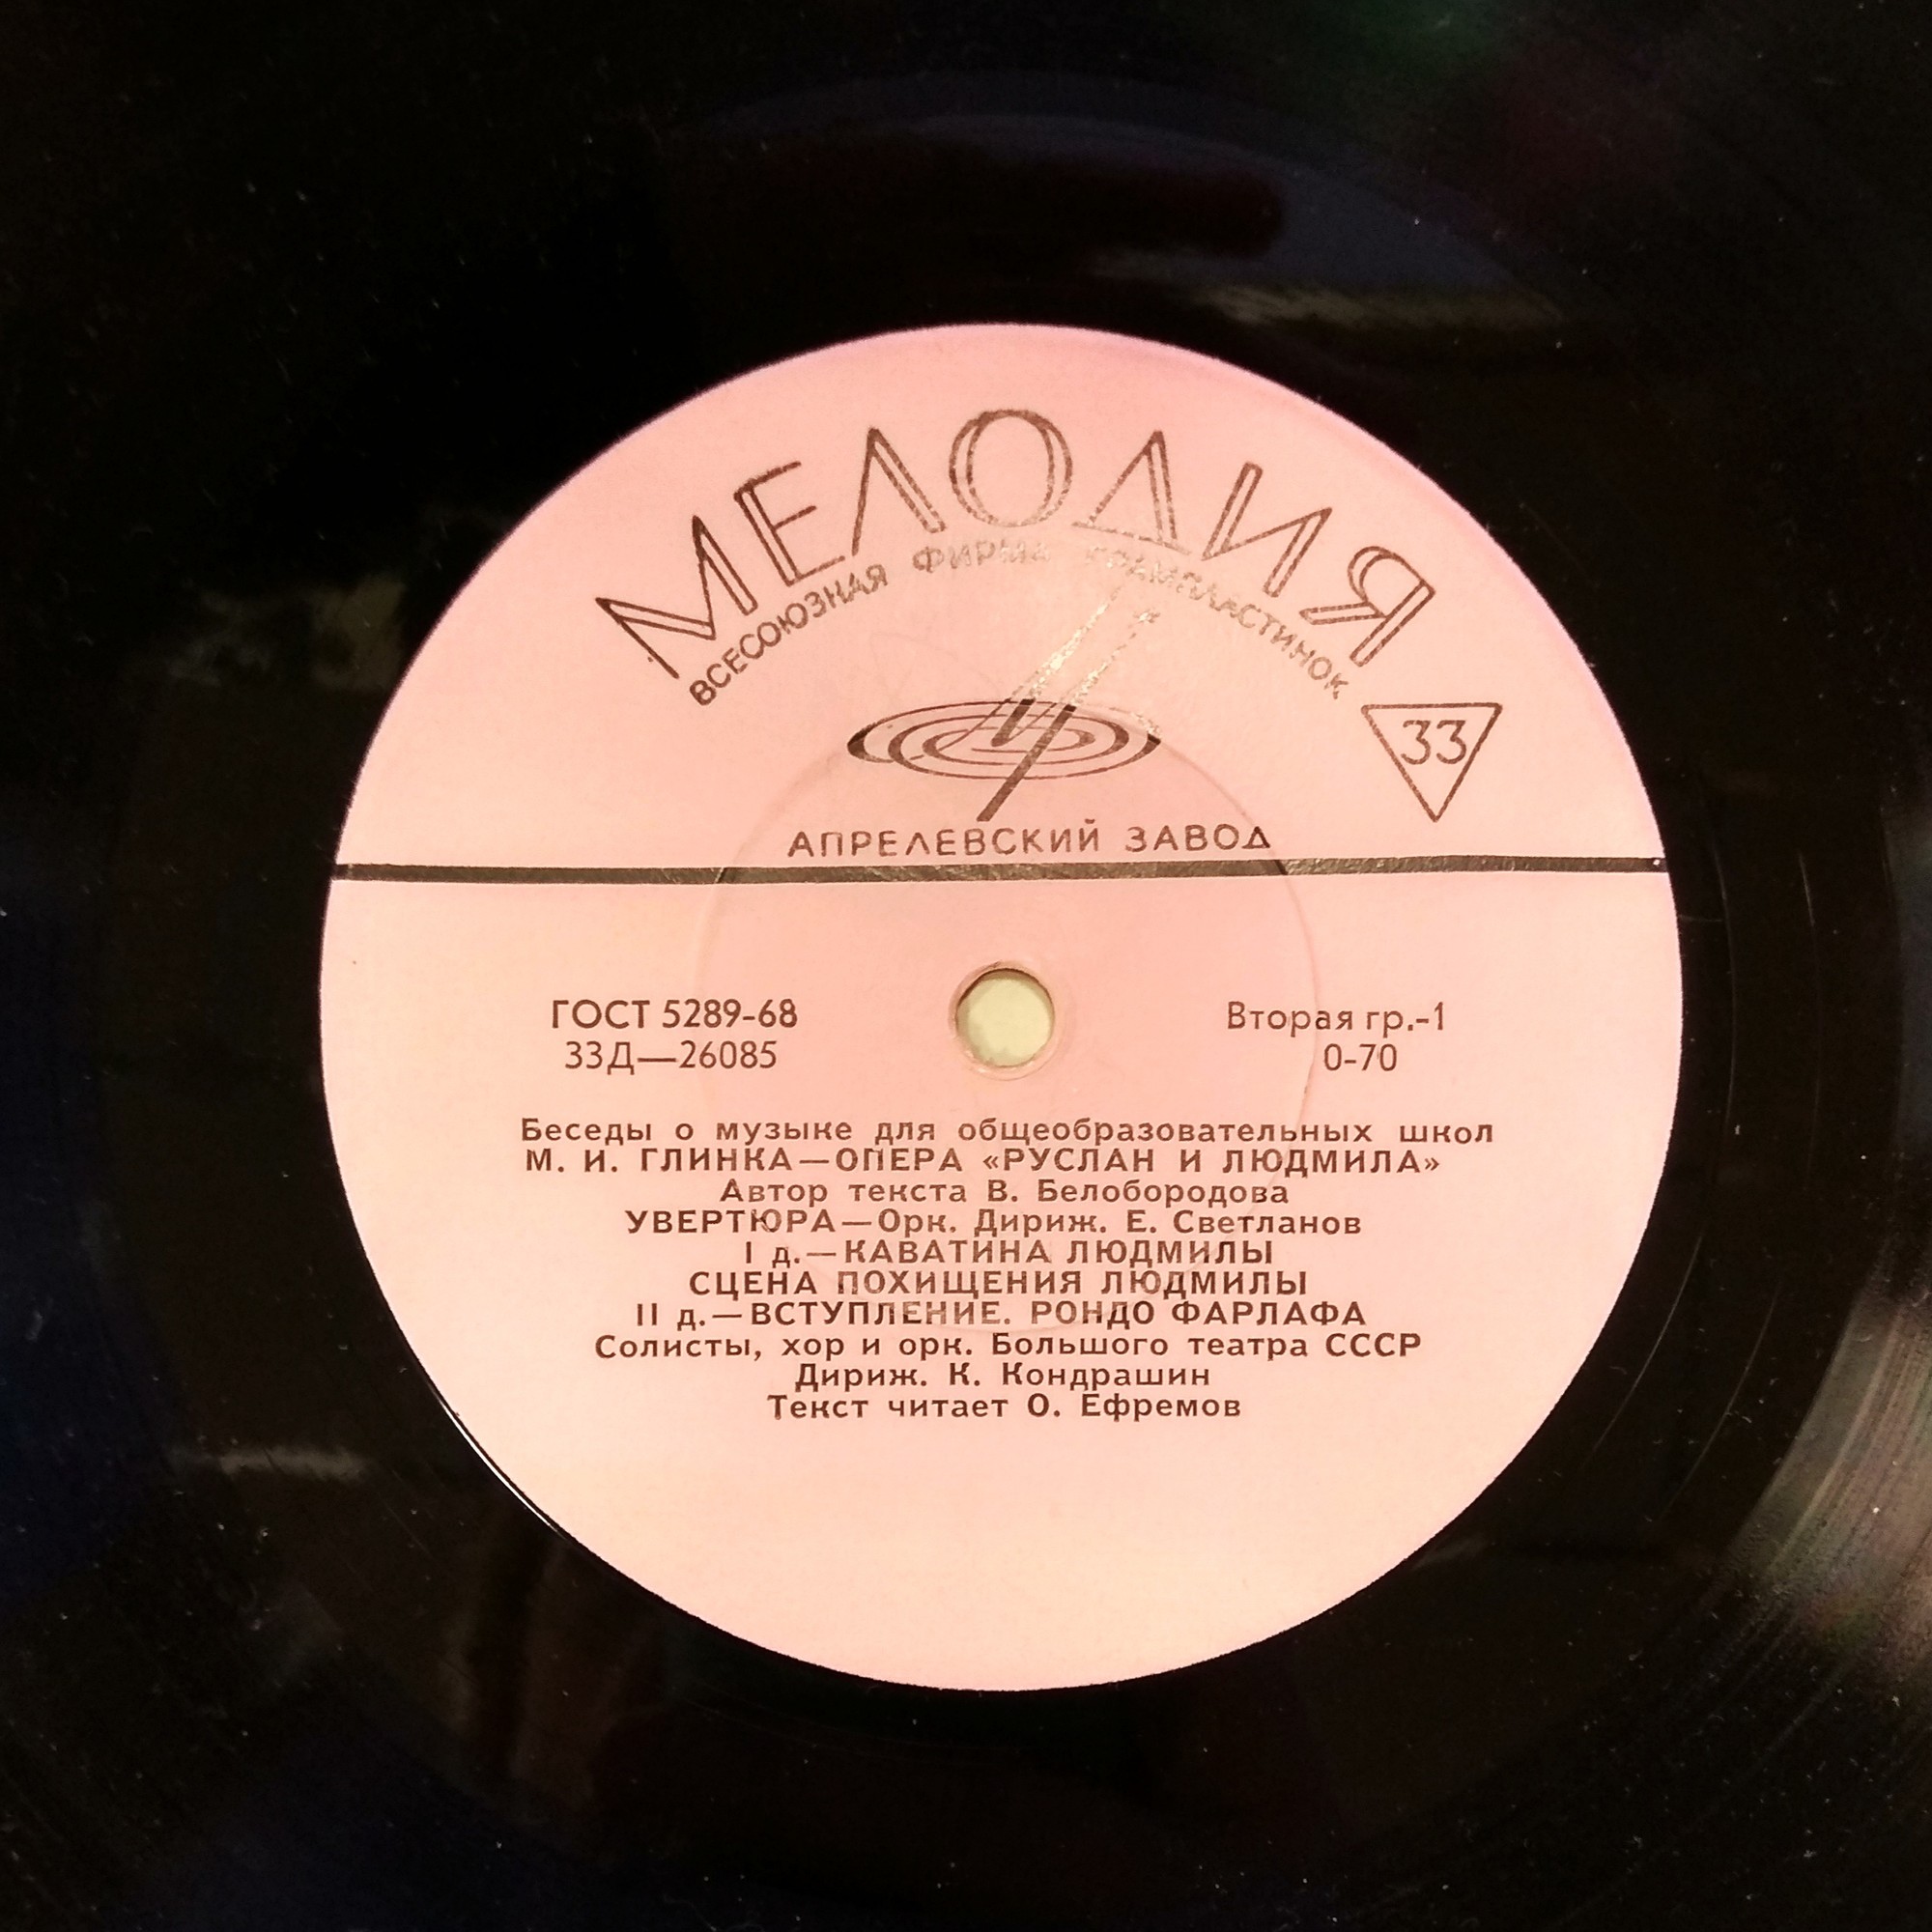 МЕЛОДИЯ
ВСЕСОЮЗНАЯ ФИРМА ГРАМПЛАСТИНОК
33
АПРЕЛЕВСКИЙ ЗАВОД
ГОСТ 5289-68
33Д—26085
Вторая гр.-1
0-70
Беседы о музыке для общеобразовательных школ
М. И. ГЛИНКА—ОПЕРА «РУСЛАН И ЛЮДМИЛА»
Автор текста В. Белобородова
УВЕРТЮРА—Орк. Дириж. Е. Светланов
I д.—КАВАТИНА ЛЮДМИЛЫ
СЦЕНА ПОХИЩЕНИЯ ЛЮДМИЛЫ
II д.—ВСТУПЛЕНИЕ. РОНДО ФАРЛАФА
Солисты, хор и орк. Большого театра СССР
Дириж. К. Кондрашин
Текст читает О. Ефремов